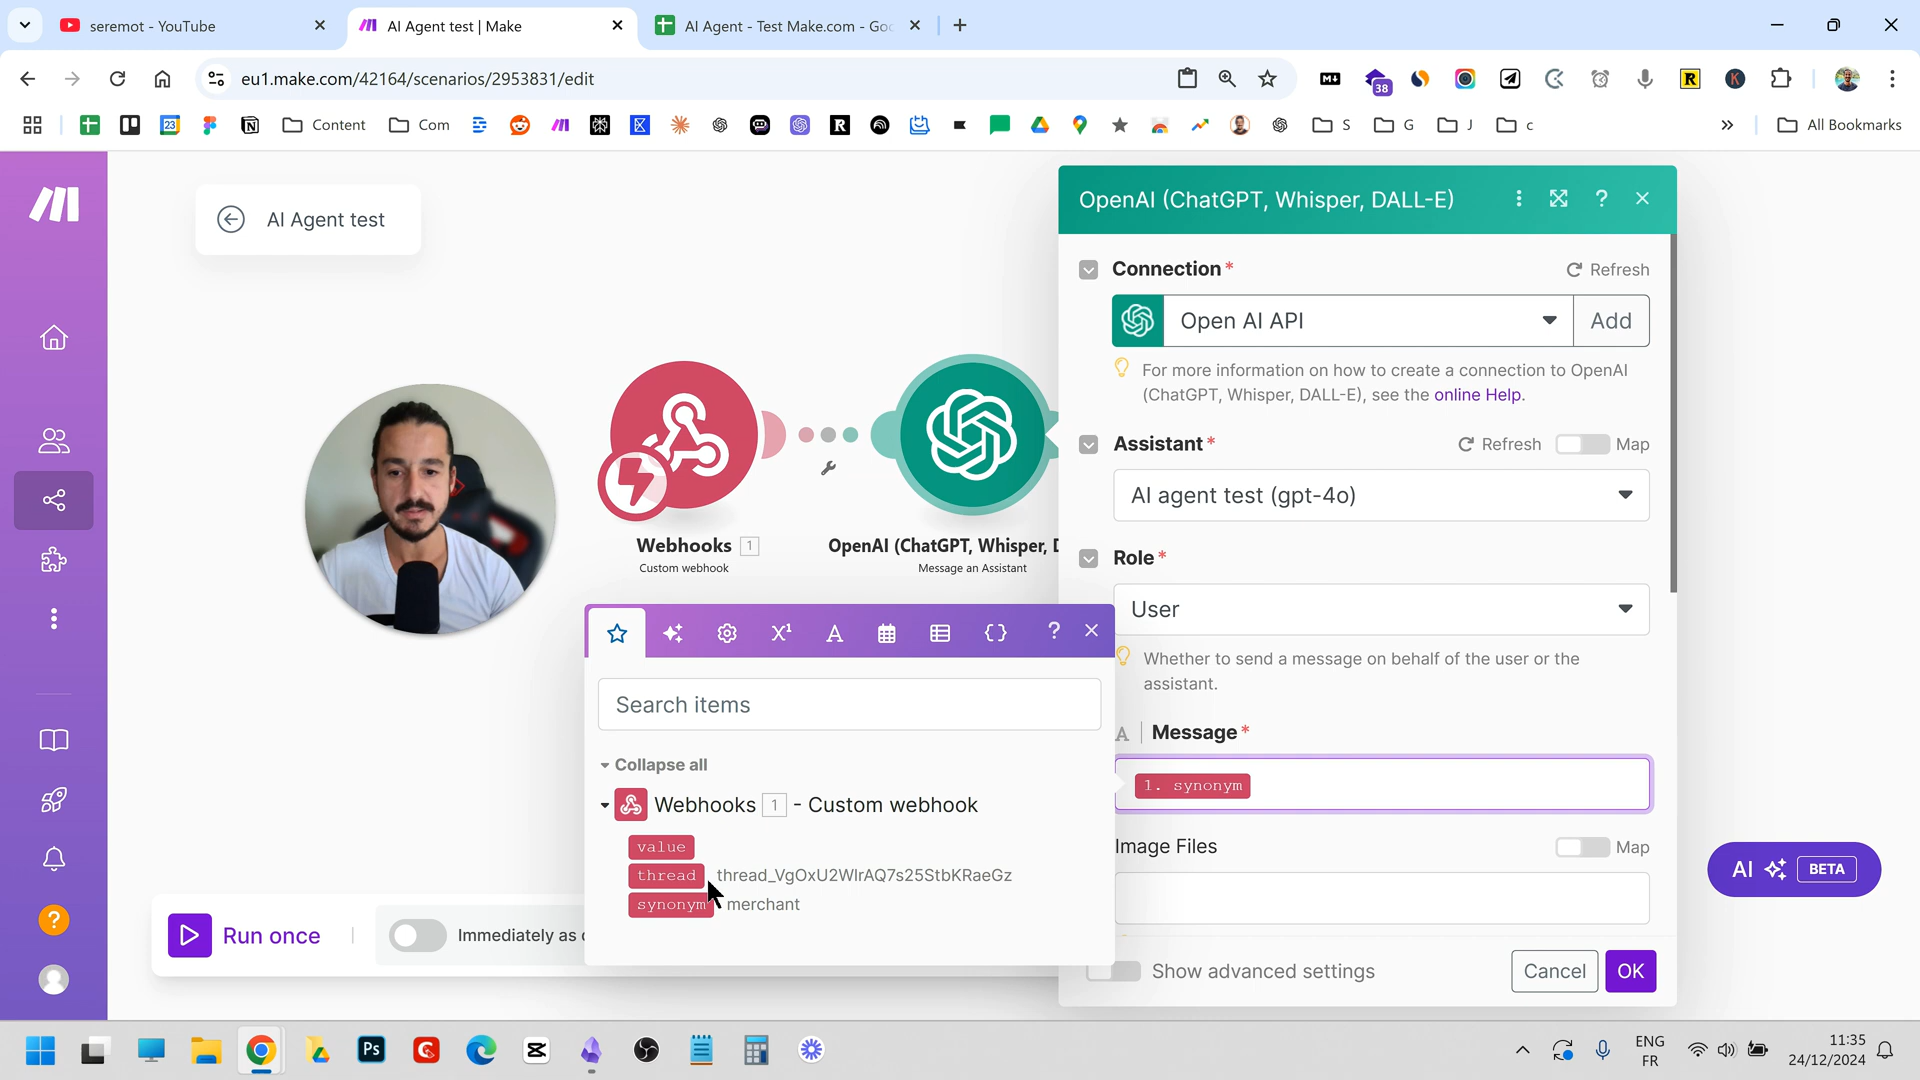 seremot - YouTube
AI Agent test | Make
AI Agent - Test Make.com - Goo
eu1.make.com/42164/scenarios/2953831/edit
38
23
Content
Com
S
G
J
c
All Bookmarks
AI Agent test
OpenAI (ChatGPT, Whisper, DALL-E)
Connection*
Refresh
Open AI API
Add
For more information on how to create a connection to OpenAI
(ChatGPT, Whisper, DALL-E), see the online Help.
Assistant*
Refresh
Map
AI agent test (gpt-4o)
Role*
User
Whether to send a message on behalf of the user or the
assistant.
A
Message*
1. synonym
Image Files
Map
Show advanced settings
Cancel
OK
Webhooks 1
Custom webhook
OpenAI (ChatGPT, Whisper, D
Message an Assistant
Search items
Collapse all
Webhooks 1 - Custom webhook
value
thread thread_VgOxU2WIrAQ7s25StbKRaeGz
synonym merchant
Run once
Immediately as
AI BETA
ENG
FR
11:35
24/12/2024